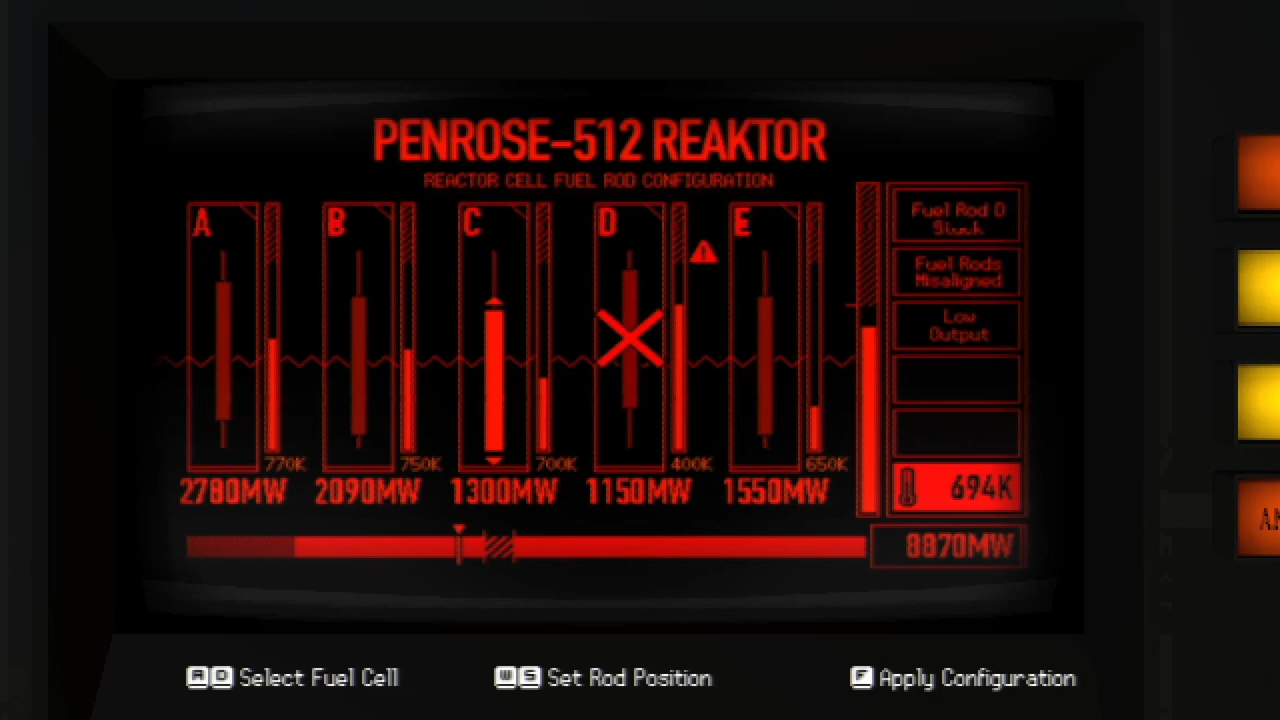 PENROSE-512 REAKTOR
REACTOR CELL FUEL ROD CONFIGURATION
A
B
C
D
E
770K
750K
700K
400K
650K
2780MW
2090MW
1300MW
1150MW
1550MW
Fuel Rod D
Stuck
Fuel Rods
Misaligned
Low
Output
694K
8870MW
A D Select Fuel Cell
W S Set Rod Position
F Apply Configuration